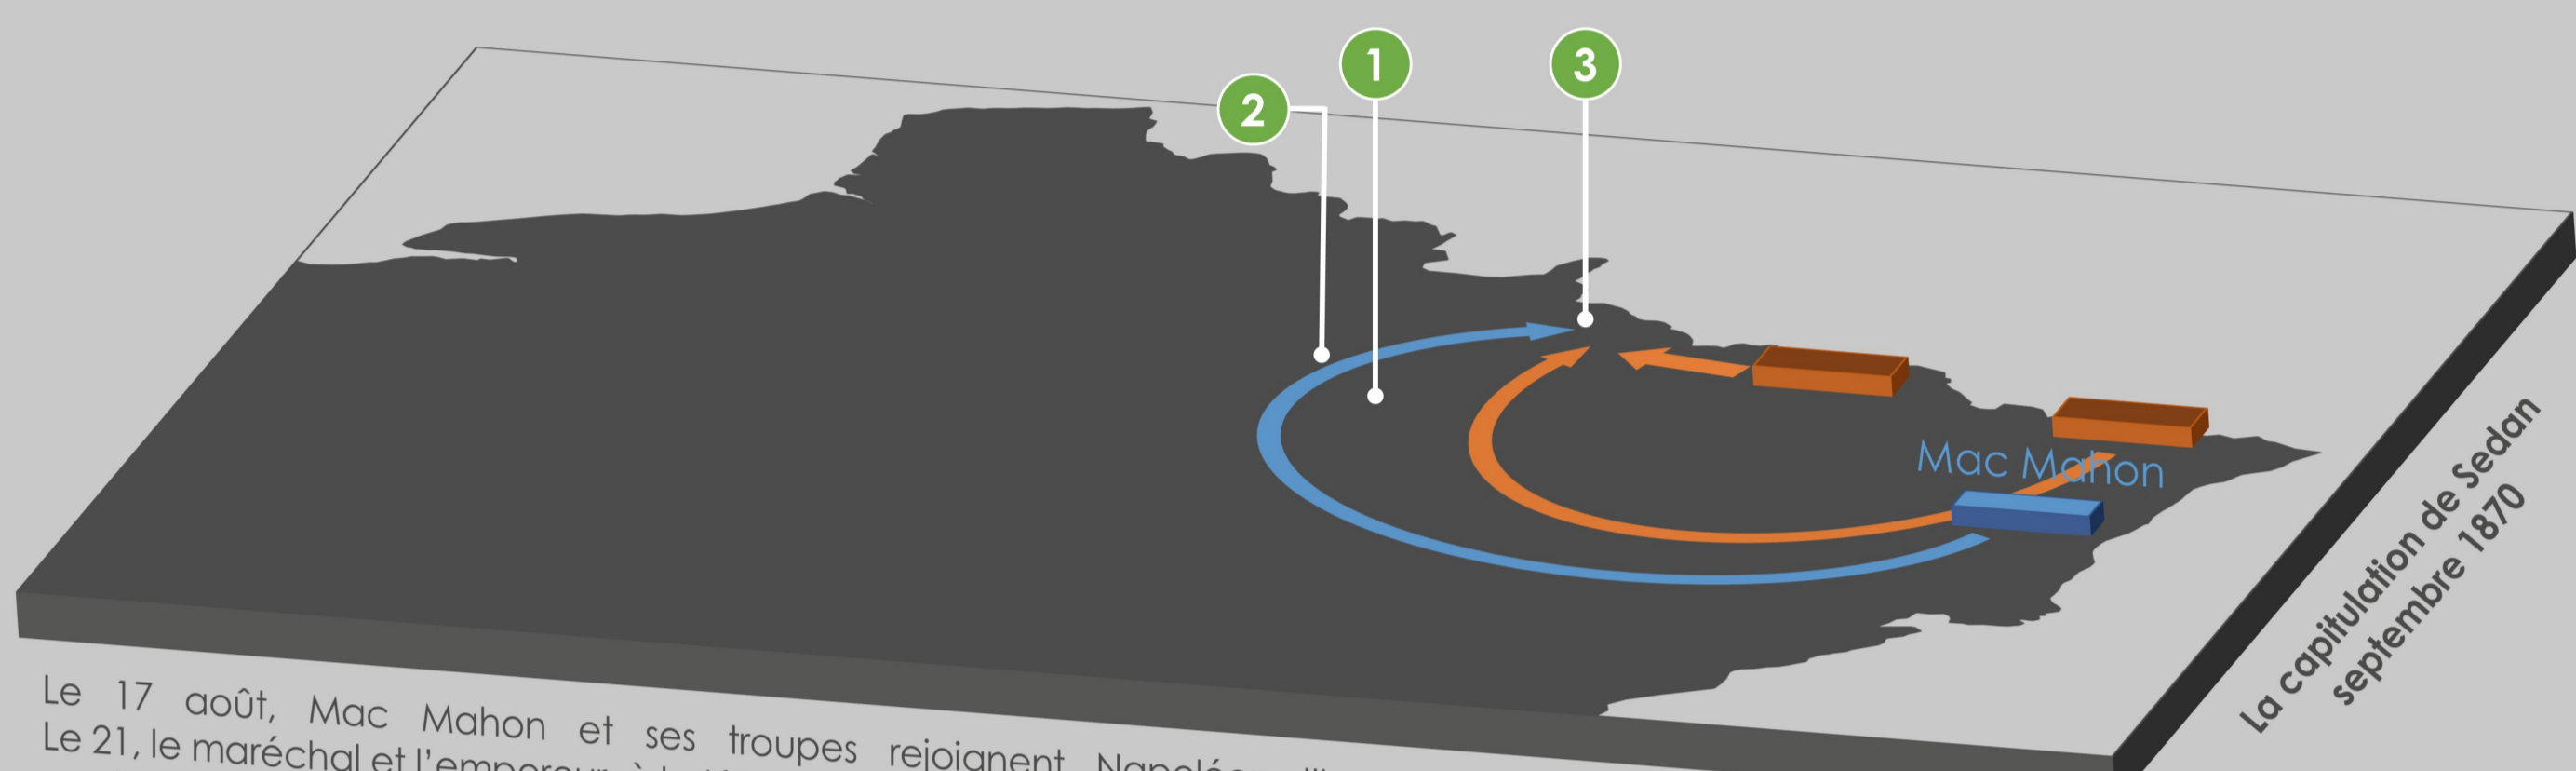 2
1
3
Mac Mahon
La capitulation de Sedan
septembre 1870
Le 17 août, Mac Mahon et ses troupes rejoignent
Le 21, le maréchal et